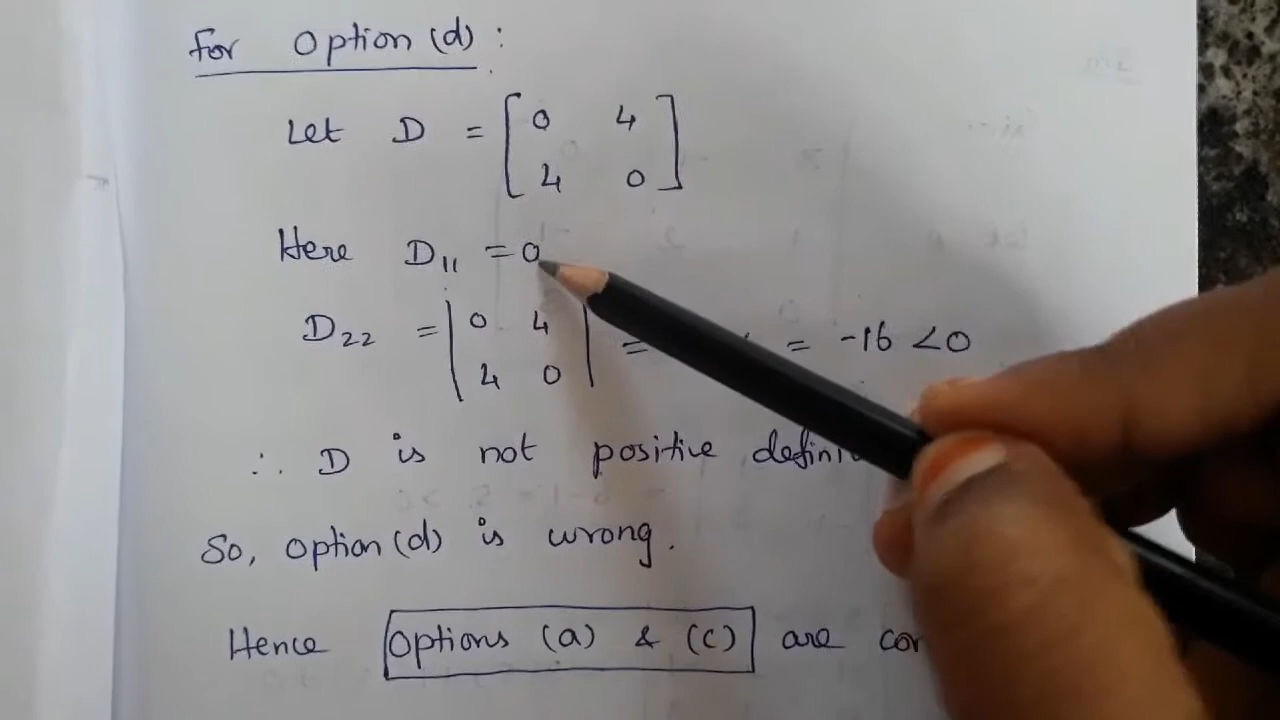 For Option (d) :
Let D = [ 0 4
4 0 ]
Here D₁₁ = 0
D₂₂ = | 0 4
4 0 | = = -16 < 0
∴ D is not positive
So, option (d) is wrong.
Hence Options (a) & (c) are